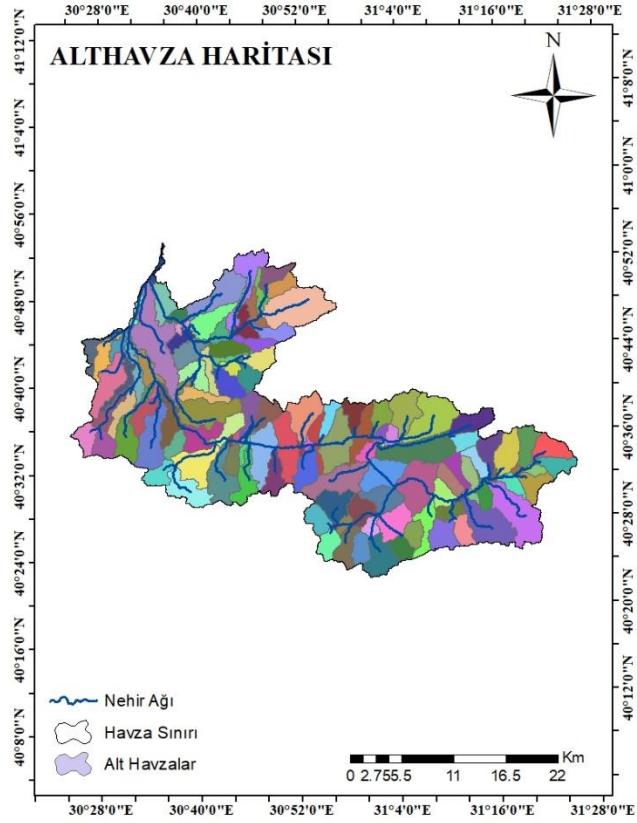 30°28'0"E 30°40'0"E 30°52'0"E 31°4'0"E 31°16'0"E 31°28'0"E
ALTHAVZA HARİTASI
N
41°12'0"N
41°4'0"N
40°56'0"N
40°48'0"N
40°40'0"N
40°32'0"N
40°24'0"N
40°16'0"N
40°8'0"N
41°8'0"N
41°0'0"N
40°52'0"N
40°44'0"N
40°36'0"N
40°28'0"N
40°20'0"N
40°12'0"N
Nehir Ağı
Havza Sınırı
Alt Havzalar
Km
0 2.755.5 11 16.5 22
30°28'0"E 30°40'0"E 30°52'0"E 31°4'0"E 31°16'0"E 31°28'0"E